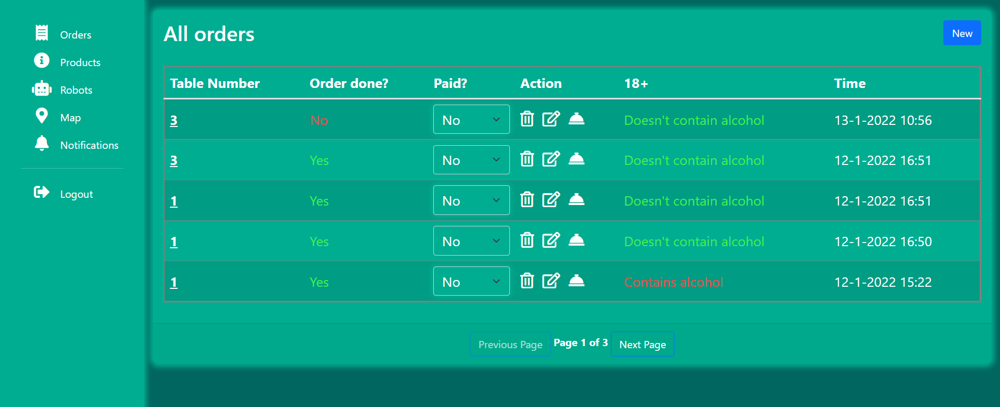 Orders
Products
Robots
Map
Notifications
Logout
All orders
New
Table Number Order done? Paid? Action 18+ Time
3 No No Doesn't contain alcohol 13-1-2022 10:56
3 Yes No Doesn't contain alcohol 12-1-2022 16:51
1 Yes No Doesn't contain alcohol 12-1-2022 16:51
1 Yes No Doesn't contain alcohol 12-1-2022 16:50
1 Yes No Contains alcohol 12-1-2022 15:22
Previous Page Page 1 of 3 Next Page